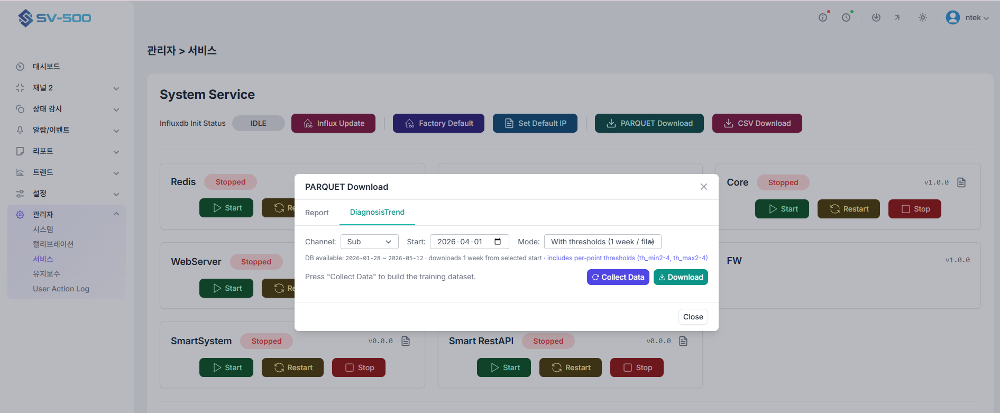 SV-500
가
ntek
관리자 > 서비스
대시보드
채널 2
상태 감시
알람/이벤트
리포트
트렌드
설정
관리자
시스템
캘리브레이션
서비스
유지보수
User Action Log
System Service
Influxdb Init Status
IDLE
Influx Update
Factory Default
Set Default IP
PARQUET Download
CSV Download
Redis
Stopped
Start
Core
Stopped
v1.0.0
Start
Restart
Stop
PARQUET Download
Report
DiagnosisTrend
Channel: Sub
Start: 2026-04-01
Mode: With thresholds (1 week / file)
DB available: 2026-01-28 ~ 2026-05-12 · downloads 1 week from selected start · includes per-point thresholds (th_min2-4, th_max2-4)
Press "Collect Data" to build the training dataset.
Collect Data
Download
Close
WebServer
Stopped
Start
FW
v1.0.0
SmartSystem
Stopped
v0.0.0
Start
Restart
Stop
Smart RestAPI
Stopped
v0.0.0
Start
Restart
Stop